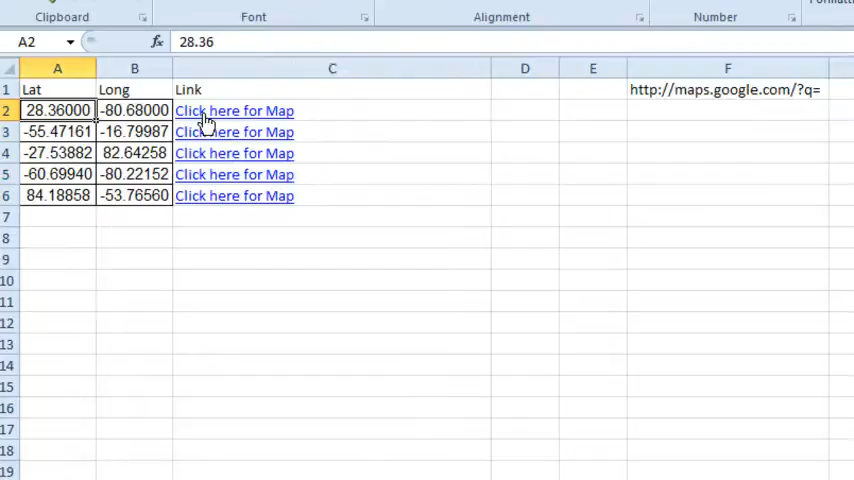 Clipboard Font Alignment Number
A2 fx 28.36
A B C D E F
1 Lat Long Link http://maps.google.com/?q=
2 28.36000 -80.68000 Click here for Map
3 -55.47161 -16.79987 Click here for Map
4 -27.53882 82.64258 Click here for Map
5 -60.69940 -80.22152 Click here for Map
6 84.18858 -53.76560 Click here for Map
7
8
9
10
11
12
13
14
15
16
17
18
19